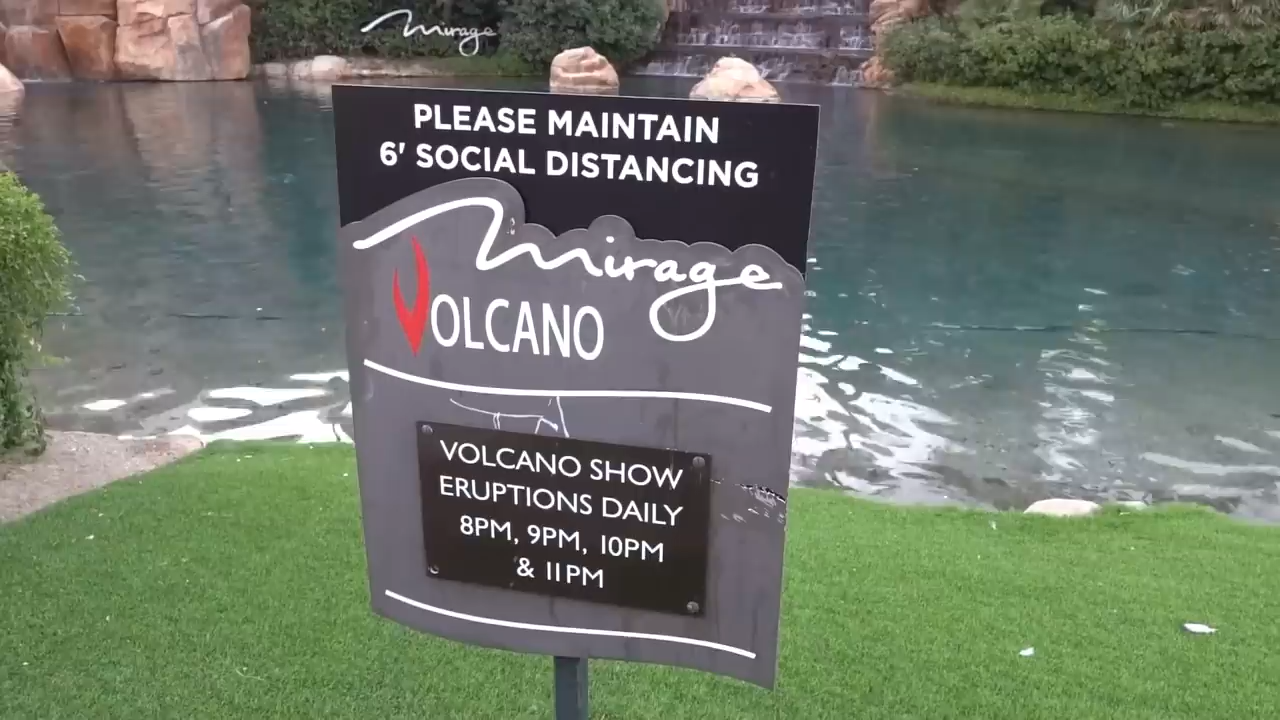 Mirage
PLEASE MAINTAIN
6' SOCIAL DISTANCING
Mirage
VOLCANO
VOLCANO SHOW
ERUPTIONS DAILY
8PM, 9PM, 10PM
& 11PM